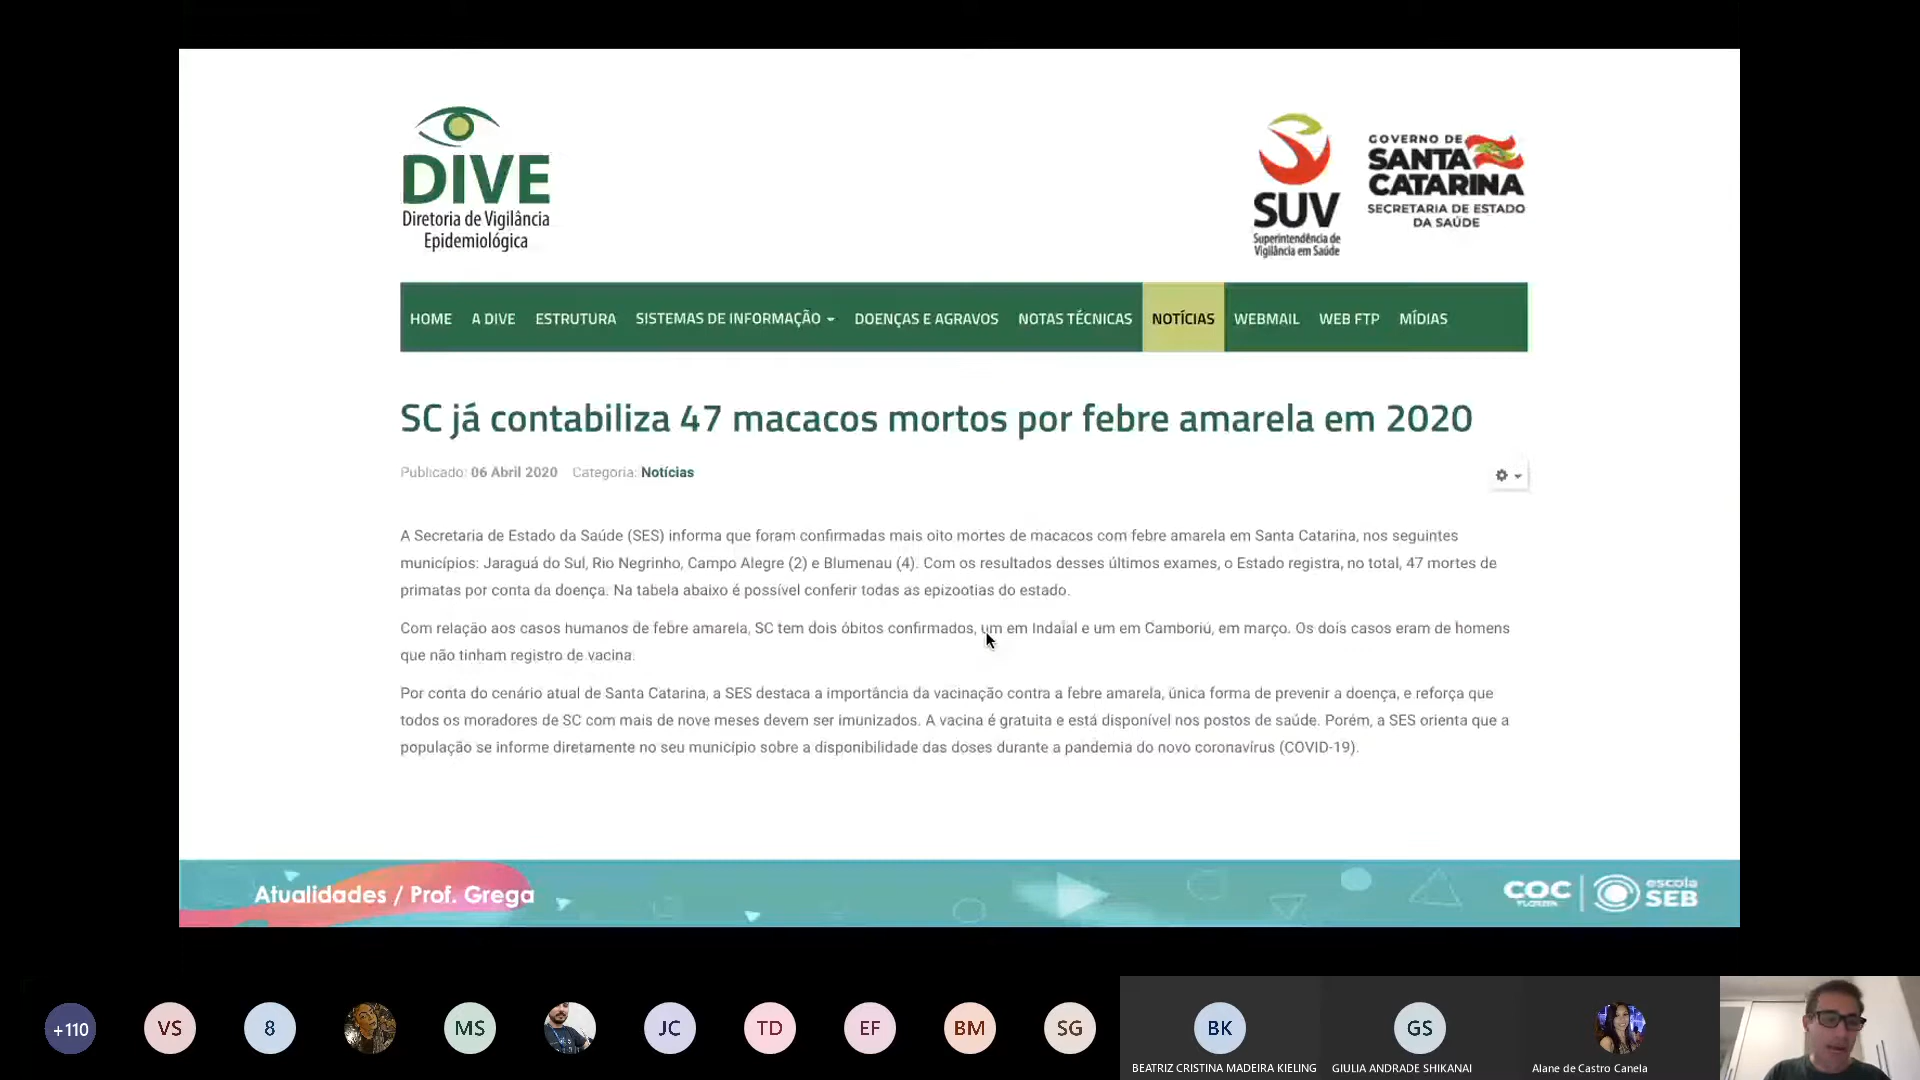 DIVE
Diretoria de Vigilância
Epidemiológica
SUV
Superintendência de
Vigilância em Saúde
GOVERNO DE
SANTA
CATARINA
SECRETARIA DE ESTADO
DA SAÚDE
HOME A DIVE ESTRUTURA SISTEMAS DE INFORMAÇÃO DOENÇAS E AGRAVOS NOTAS TÉCNICAS NOTÍCIAS WEBMAIL WEB FTP MÍDIAS
SC já contabiliza 47 macacos mortos por febre amarela em 2020
Publicado: 06 Abril 2020 Categoria: Notícias
A Secretaria de Estado da Saúde (SES) informa que foram confirmadas mais oito mortes de macacos com febre amarela em Santa Catarina, nos seguintes
municípios: Jaraguá do Sul, Rio Negrinho, Campo Alegre (2) e Blumenau (4). Com os resultados desses últimos exames, o Estado registra, no total, 47 mortes de
primatas por conta da doença. Na tabela abaixo é possível conferir todas as epizootias do estado.
Com relação aos casos humanos de febre amarela, SC tem dois óbitos confirmados, um em Indaial e um em Camboriú, em março. Os dois casos eram de homens
que não tinham registro de vacina.
Por conta do cenário atual de Santa Catarina, a SES destaca a importância da vacinação contra a febre amarela, única forma de prevenir a doença, e reforça que
todos os moradores de SC com mais de nove meses devem ser imunizados. A vacina é gratuita e está disponível nos postos de saúde. Porém, a SES orienta que a
população se informe diretamente no seu município sobre a disponibilidade das doses durante a pandemia do novo coronavírus (COVID-19).
Atualidades / Prof. Grega
COC
escola
SEB
+110 VS 8 MS JC TD EF BM SG BK GS
BEATRIZ CRISTINA MADEIRA KIELING GIULIA ANDRADE SHIKANAI Alane de Castro Canela